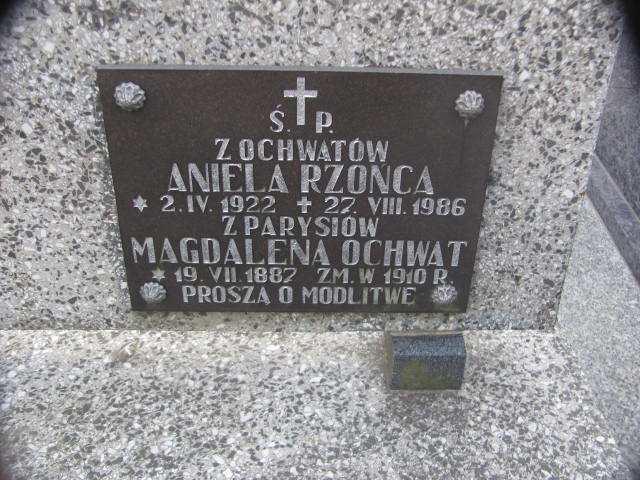 Ś. P.
Z OCHWATÓW
ANIELA RZONCA
* 2. IV. 1922 ✝ 27. VIII. 1986
Z PARYSIÓW
MAGDALENA OCHWAT
* 19. VII. 1887 ZM. W 1910 R.
PROSZĄ O MODLITWĘ